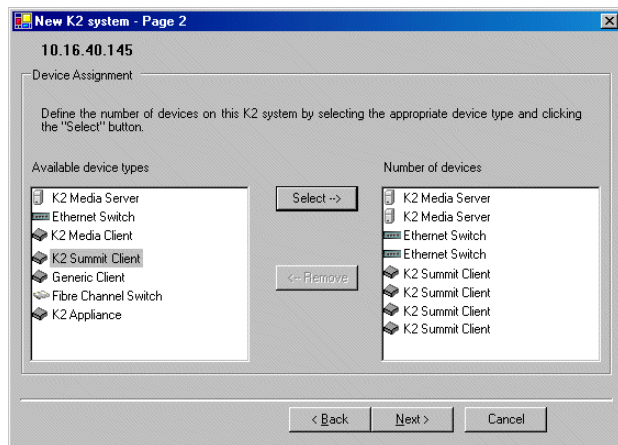 New K2 system - Page 2
10.16.40.145
Device Assignment
Define the number of devices on this K2 system by selecting the appropriate device type and clicking
the "Select" button.
Available device types
K2 Media Server
Ethernet Switch
K2 Media Client
K2 Summit Client
Generic Client
Fibre Channel Switch
K2 Appliance
Select -->
<-- Remove
Number of devices
K2 Media Server
K2 Media Server
Ethernet Switch
Ethernet Switch
K2 Summit Client
K2 Summit Client
K2 Summit Client
K2 Summit Client
< Back
Next >
Cancel